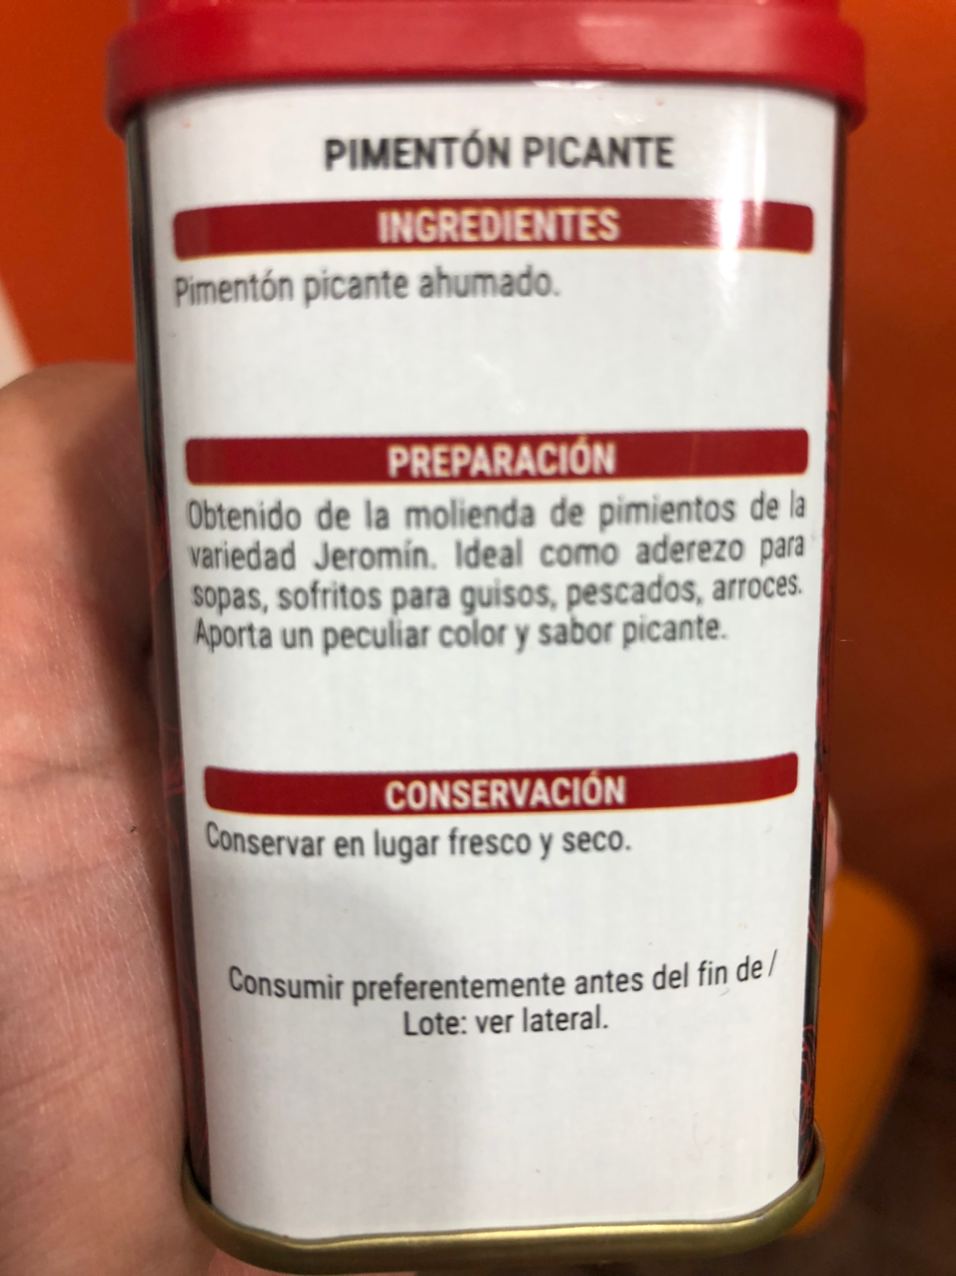 PIMENTÓN PICANTE
INGREDIENTES
Pimentón picante ahumado.
PREPARACIÓN
Obtenido de la molienda de pimientos de la
variedad Jeromín. Ideal como aderezo para
sopas, sofritos para guisos, pescados, arroces.
Aporta un peculiar color y sabor picante.
CONSERVACIÓN
Conservar en lugar fresco y seco.
Consumir preferentemente antes del fin de /
Lote: ver lateral.